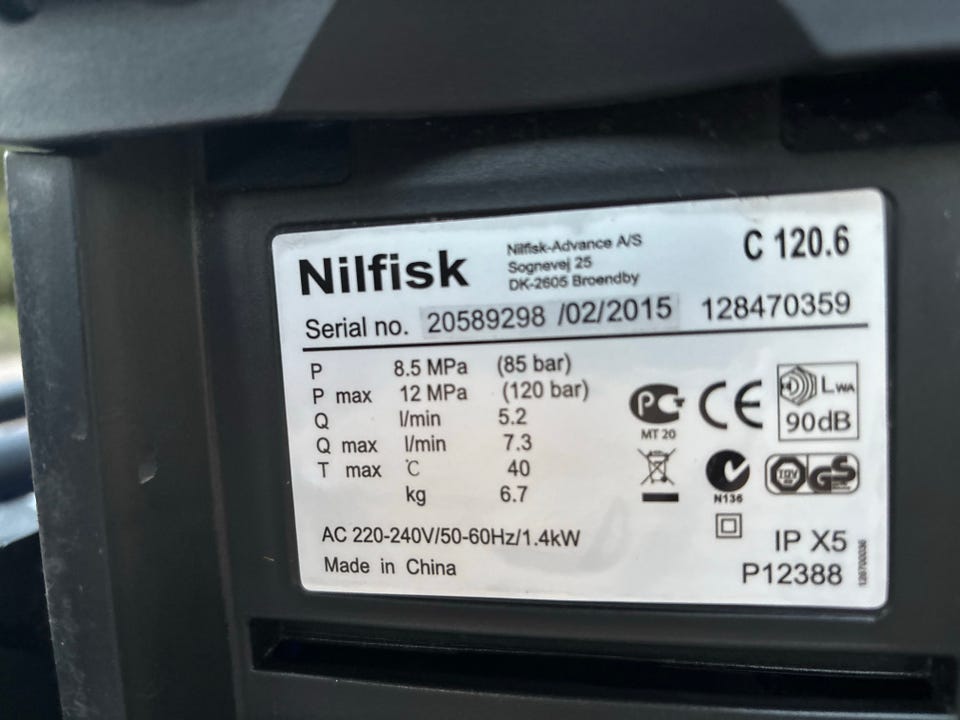 Nilfisk
Nilfisk-Advance A/S
Sognevej 25
DK-2605 Broendby
C 120.6
Serial no. 20589298 /02/2015 128470359
P 8.5 MPa (85 bar)
P max 12 MPa (120 bar)
Q l/min 5.2
Q max l/min 7.3
T max °C 40
kg 6.7
AC 220-240V/50-60Hz/1.4kW
Made in China
PCT
MT 20
CE
LWA
90dB
N136
TÜV
GS
IP X5
P12388